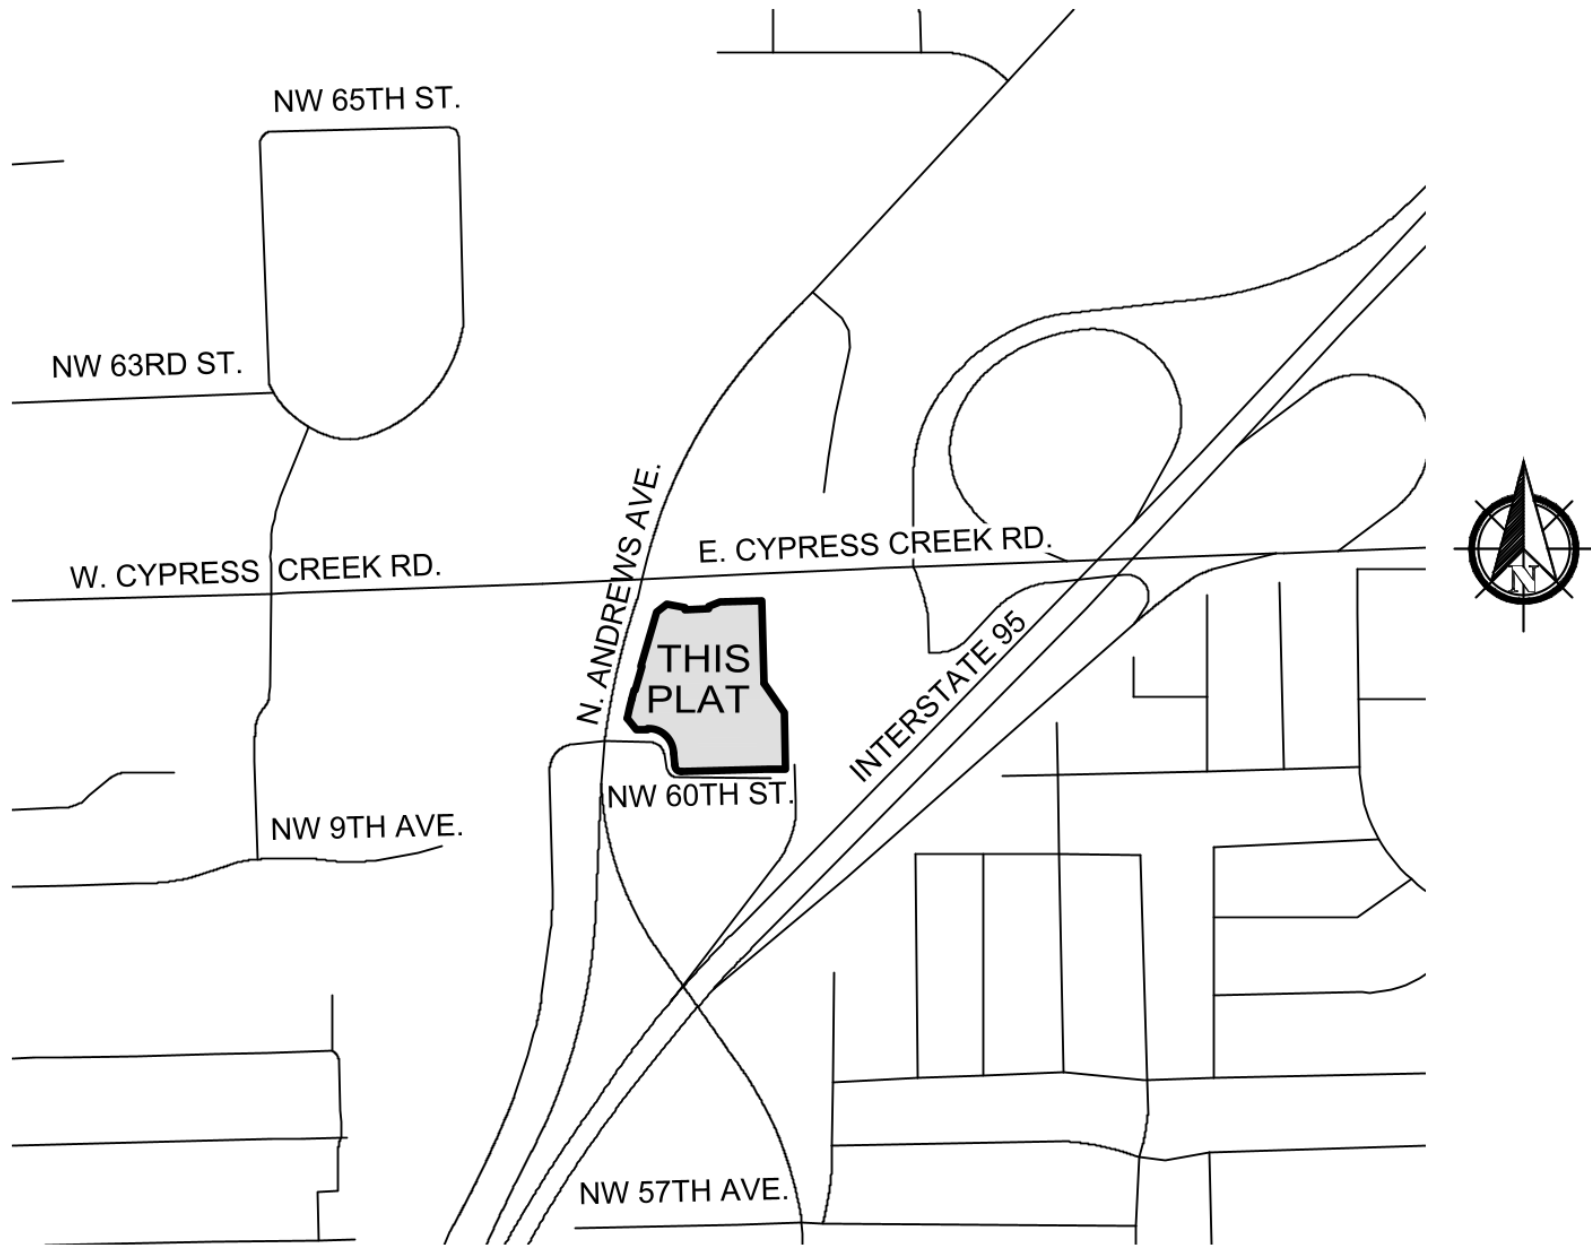 NW 65TH ST.
NW 63RD ST.
N. ANDREWS AVE.
E. CYPRESS CREEK RD.
W. CYPRESS CREEK RD.
N
THIS
PLAT
INTERSTATE 95
NW 60TH ST.
NW 9TH AVE.
NW 57TH AVE.